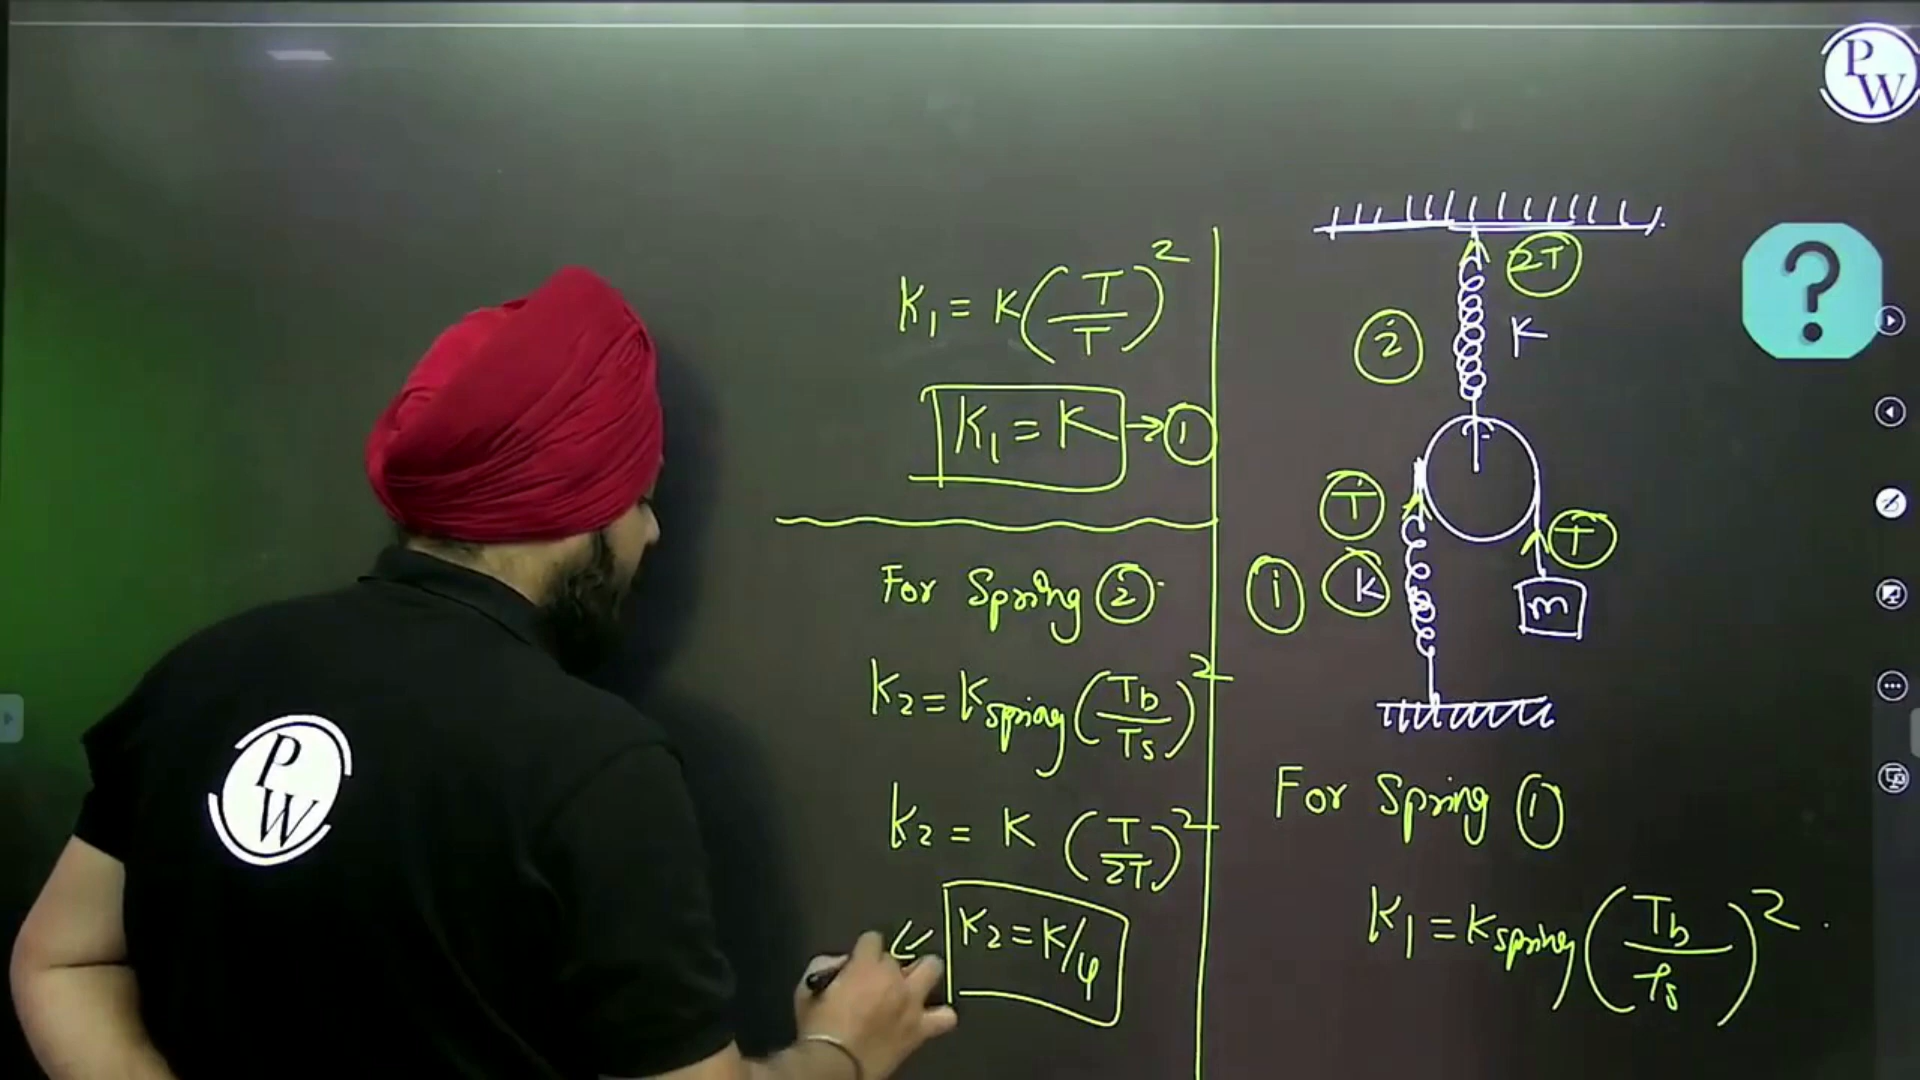 PW
K₁ = K (T/T)²
K₁ = K → ①
For Spring ②
K₂ = Kspring (Tb/Ts)²
K₂ = K (T/2T)²
K₂ = K/4
2T
②
K
T
T
①
K
m
For Spring ①
K₁ = Kspring (Tb/Ts)²
?
PW